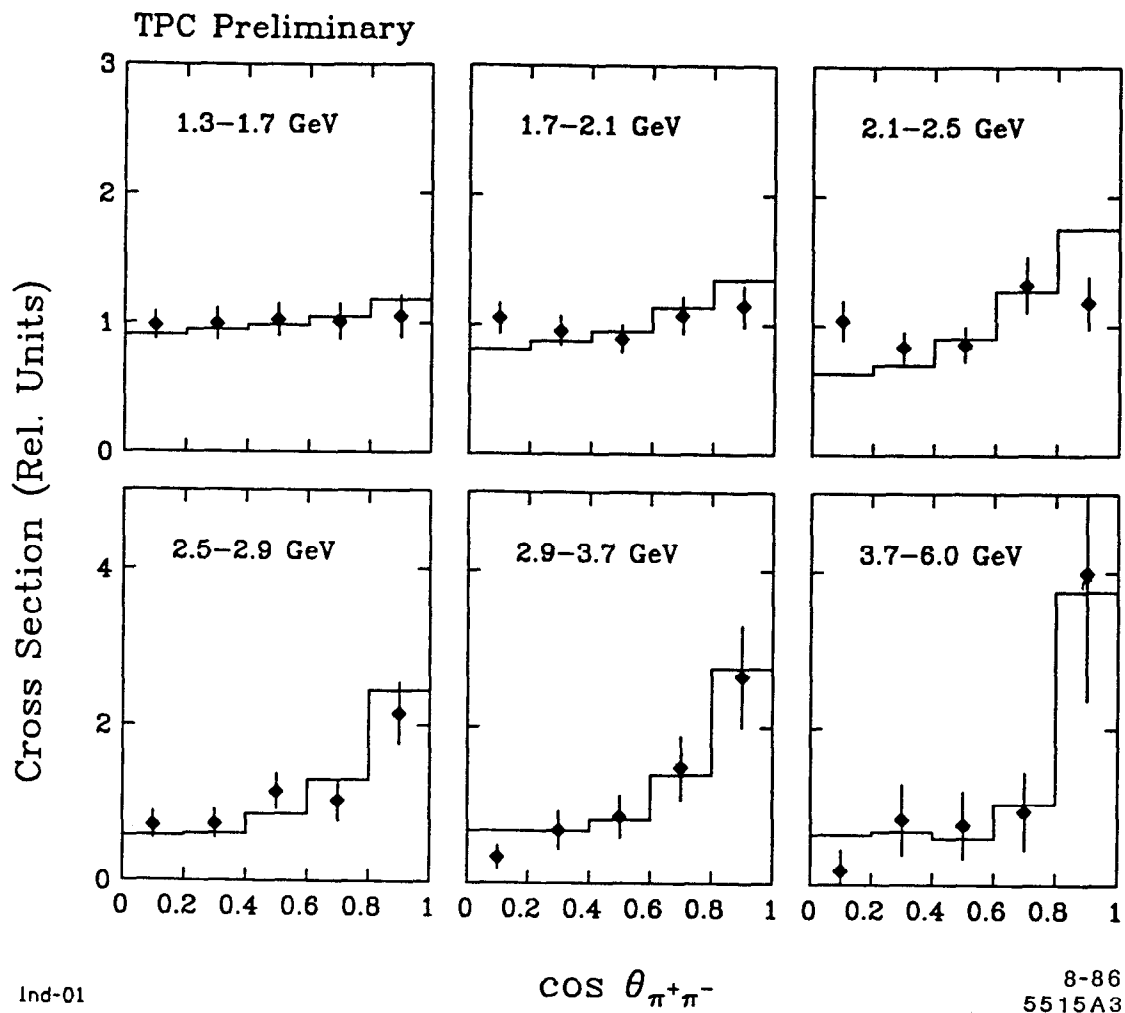 TPC Preliminary
3
1.3–1.7 GeV
1.7–2.1 GeV
2.1–2.5 GeV
2
1
0
Cross Section (Rel. Units)
2.5–2.9 GeV
2.9–3.7 GeV
3.7–6.0 GeV
4
2
0
0 0.2 0.4 0.6 0.8 0 0.2 0.4 0.6 0.8 0 0.2 0.4 0.6 0.8 1
cos θπ+π−
1nd-01
8-86
5515A3